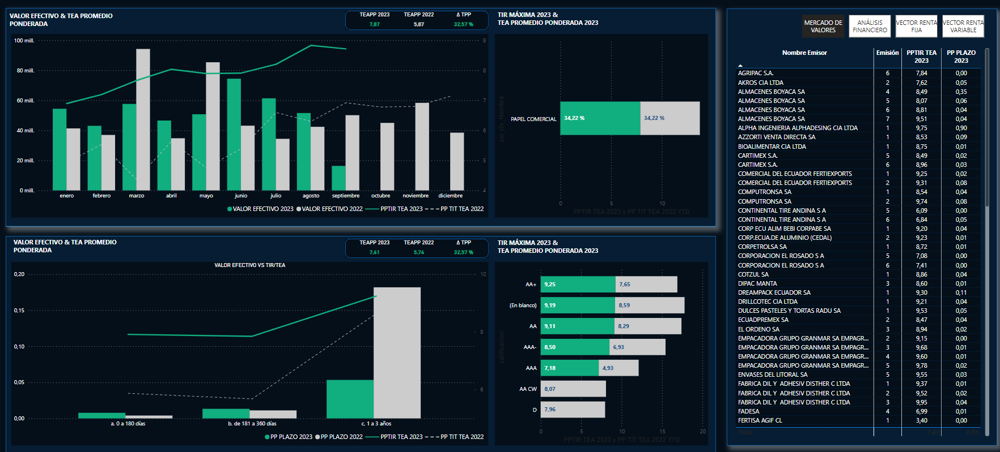 VALOR EFECTIVO & TEA PROMEDIO
PONDERADA
TEAPP 2023 TEAPP 2022 Δ TPP
7,87 5,87 32,57 %
100 mill.
80 mill.
60 mill.
40 mill.
20 mill.
0 mill.
9
8
7
6
5
4
enero febrero marzo abril mayo junio julio agosto septiembre octubre noviembre diciembre
VALOR EFECTIVO 2023 VALOR EFECTIVO 2022 PPTIR TEA 2023 PP TIT TEA 2022
TIR MÁXIMA 2023 &
TEA PROMEDIO PONDERADA 2023
asi_clv_Nombre
PAPEL COMERCIAL 34,22 % 34,22 %
0 5 10
PPTIR TEA 2023 y PP TIT TEA 2022 YTD
VALOR EFECTIVO & TEA PROMEDIO
PONDERADA
TEAPP 2023 TEAPP 2022 Δ TPP
7,61 5,74 32,57 %
VALOR EFECTIVO VS TIR/TEA
0,20
0,15
0,10
0,05
0,00
10
8
6
a. 0 a 180 días b. de 181 a 360 días c. 1 a 3 años
PP PLAZO 2023 PP PLAZO 2022 PPTIR TEA 2023 PP TIT TEA 2022
TIR MÁXIMA 2023 &
TEA PROMEDIO PONDERADA 2023
calificacion
AA+ 9,25 7,65
(En blanco) 9,19 8,59
AA 9,11 8,29
AAA- 8,50 6,93
AAA 7,18 4,93
AA CW 8,07
D 7,96
0 5 10 15 20
PPTIR TEA 2023 y PP TIT TEA 2022 YTD
MERCADO DE
VALORES
ANÁLISIS
FINANCIERO
VECTOR RENTA
FIJA
VECTOR RENTA
VARIABLE
Nombre Emisor Emisión PPTIR TEA
2023 PP PLAZO
2023
AGRIPAC S.A. 6 7,84 0,00
AKROS CIA LTDA 2 7,62 0,05
ALMACENES BOYACA SA 4 8,49 0,35
ALMACENES BOYACA SA 5 8,07 0,06
ALMACENES BOYACA SA 6 8,81 0,04
ALMACENES BOYACA SA 7 9,51 0,04
ALPHA INGENIERIA ALPHADESING CIA LTDA 1 9,75 0,90
AZZORTI VENTA DIRECTA SA 1 8,53 0,09
BIOALIMENTAR CIA LTDA 1 8,75 0,01
CARTIMEX S.A. 5 8,49 0,02
CARTIMEX S.A. 6 8,96 0,03
COMERCIAL DEL ECUADOR FERTIEXPORTS 1 9,25 0,02
COMERCIAL DEL ECUADOR FERTIEXPORTS 2 9,31 0,08
COMPUTRONSA SA 1 8,54 0,04
COMPUTRONSA SA 2 9,74 0,08
CONTINENTAL TIRE ANDINA S A 5 6,09 0,00
CONTINENTAL TIRE ANDINA S A 6 6,84 0,05
CORP ECU ALIM BEBI CORPABE SA 1 9,20 0,04
CORP.ECUA.DE ALUMINIO (CEDAL) 2 9,23 0,01
CORPETROLSA SA 1 8,72 0,01
CORPORACION EL ROSADO S A 5 7,08 0,00
CORPORACION EL ROSADO S A 6 7,41 0,00
COTZUL SA 1 8,86 0,04
DIPAC MANTA 3 8,60 0,01
DREAMPACK ECUADOR SA 1 9,30 0,11
DRILLCOTEC CIA LTDA 1 9,21 0,04
DULCES PASTELES Y TORTAS RADU SA 1 9,53 0,05
ECUADPREMEX SA 2 8,47 0,04
EL ORDENO SA 3 8,94 0,02
EMPACADORA GRUPO GRANMAR SA EMPAGR... 2 9,15 0,00
EMPACADORA GRUPO GRANMAR SA EMPAGR... 3 9,68 0,01
EMPACADORA GRUPO GRANMAR SA EMPAGR... 4 9,60 0,01
EMPACADORA GRUPO GRANMAR SA EMPAGR... 5 9,78 0,02
ENVASES DEL LITORAL SA 5 9,55 0,03
FABRICA DIL Y ADHESIV DISTHER C LTDA 1 9,37 0,01
FABRICA DIL Y ADHESIV DISTHER C LTDA 2 9,52 0,02
FABRICA DIL Y ADHESIV DISTHER C LTDA 3 9,95 0,04
FADESA 4 6,99 0,01
FERTISA AGIF CL 1 3,40 0,00
Total 7,87 0,01